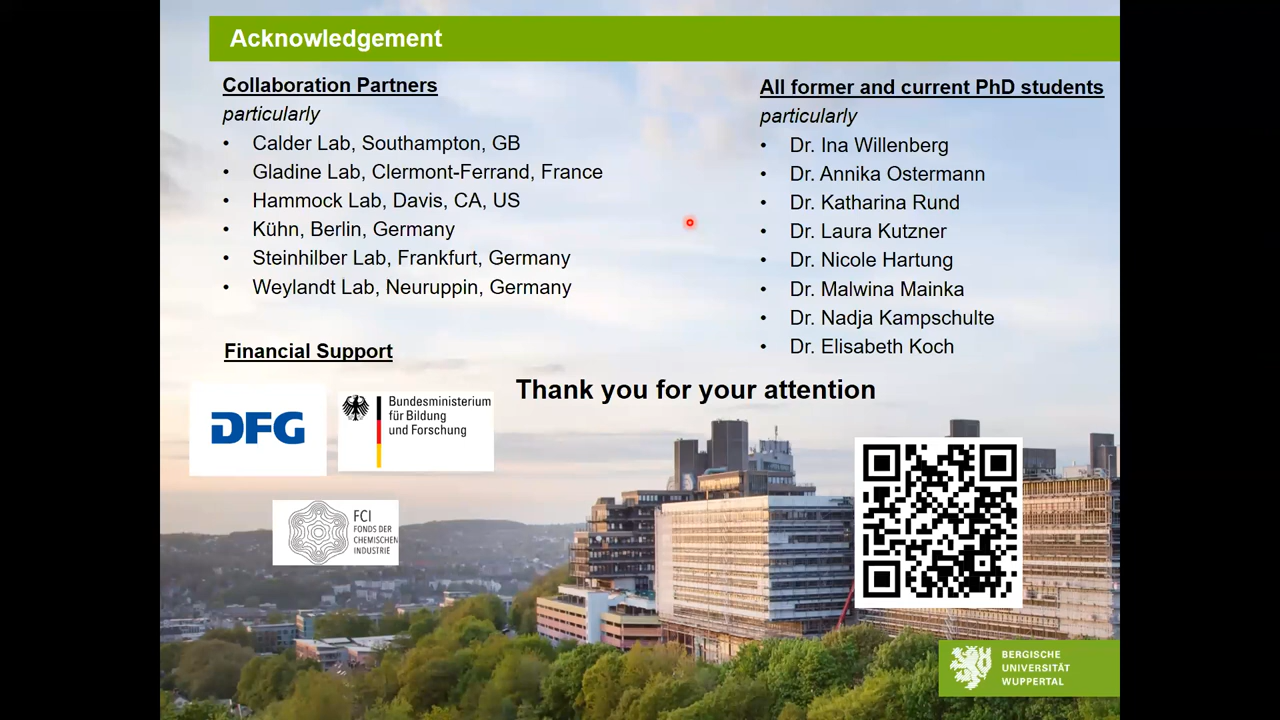 Acknowledgement
Collaboration Partners
particularly
• Calder Lab, Southampton, GB
• Gladine Lab, Clermont-Ferrand, France
• Hammock Lab, Davis, CA, US
• Kühn, Berlin, Germany
• Steinhilber Lab, Frankfurt, Germany
• Weylandt Lab, Neuruppin, Germany
All former and current PhD students
particularly
• Dr. Ina Willenberg
• Dr. Annika Ostermann
• Dr. Katharina Rund
• Dr. Laura Kutzner
• Dr. Nicole Hartung
• Dr. Malwina Mainka
• Dr. Nadja Kampschulte
• Dr. Elisabeth Koch
Financial Support
DFG
Bundesministerium
für Bildung
und Forschung
FCI
FONDS DER
CHEMISCHEN
INDUSTRIE
Thank you for your attention
BERGISCHE
UNIVERSITÄT
WUPPERTAL